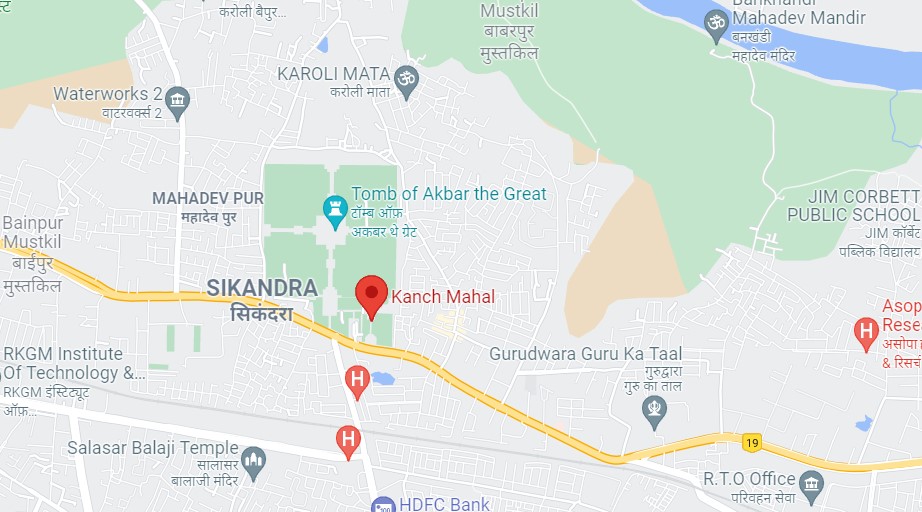 स्ट
करोली बैपुर...
Mustkil
बाबरपुर
मुस्तकिल
Mahadev Mandir
बनखंडी
महादेव मंदिर
KAROLI MATA
करोली माता
Waterworks 2
वाटरवर्क्स 2
MAHADEV PUR
महादेव पुर
Tomb of Akbar the Great
टॉम्ब ऑफ़
अकबर थे ग्रेट
JIM CORBETT
PUBLIC SCHOOL
JIM कॉर्बेट
पब्लिक विद्यालय
Bainpur
Mustkil
बाईपुर
मुस्तकिल
SIKANDRA
सिकंदरा
Kanch Mahal
Asop
Rese
असोपा
& रिसर्च
H
RKGM Institute
Of Technology &...
RKGM इंस्टिट्यूट
ऑफ़...
Gurudwara Guru Ka Taal
गुरुद्वारा
गुरु का ताल
H
H
19
Salasar Balaji Temple
सालासर
बालाजी मंदिर
R.T.O Office
परिवहन सेवा
HDFC Bank